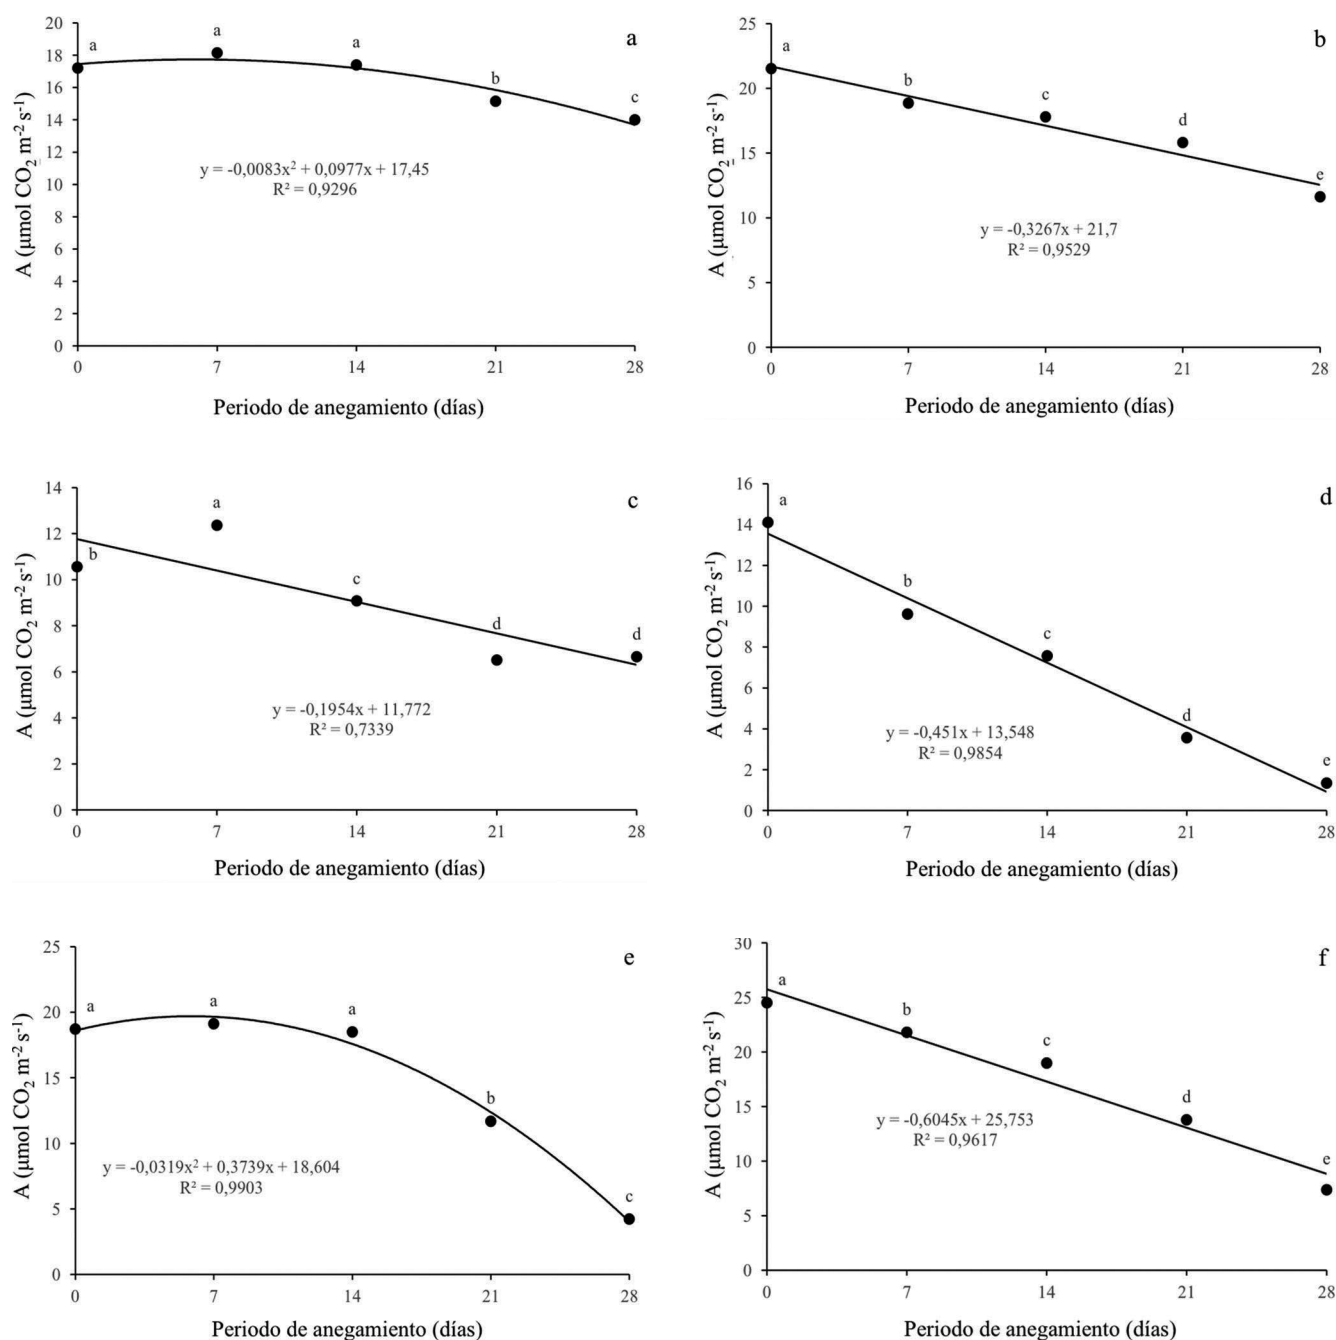 a
20
18
16
14
12
10
8
6
4
2
0
A (µmol CO2 m-2 s-1)
a
a
a
b
c
y = -0,0083x² + 0,0977x + 17,45
R² = 0,9296
0 7 14 21 28
Periodo de anegamiento (días)
b
25
20
15
10
5
0
A (µmol CO2 m-2 s-1)
a
b
c
d
e
y = -0,3267x + 21,7
R² = 0,9529
0 7 14 21 28
Periodo de anegamiento (días)
c
14
12
10
8
6
4
2
0
A (µmol CO2 m-2 s-1)
b
a
c
d
d
y = -0,1954x + 11,772
R² = 0,7339
0 7 14 21 28
Periodo de anegamiento (días)
d
16
14
12
10
8
6
4
2
0
A (µmol CO2 m-2 s-1)
a
b
c
d
e
y = -0,451x + 13,548
R² = 0,9854
0 7 14 21 28
Periodo de anegamiento (días)
e
25
20
15
10
5
0
A (µmol CO2 m-2 s-1)
a
a
a
b
c
y = -0,0319x² + 0,3739x + 18,604
R² = 0,9903
0 7 14 21 28
Periodo de anegamiento (días)
f
30
25
20
15
10
5
0
A (µmol CO2 m-2 s-1)
a
b
c
d
e
y = -0,6045x + 25,753
R² = 0,9617
0 7 14 21 28
Periodo de anegamiento (días)